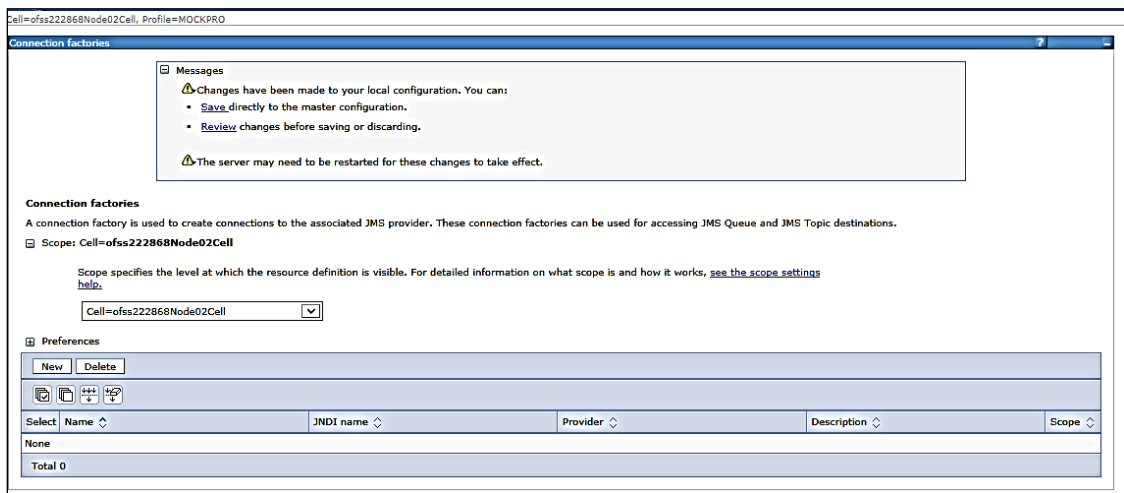 Cell=ofss222868Node02Cell, Profile=MOCKPRO
Connection factories ? -
Messages
Changes have been made to your local configuration. You can:
Save directly to the master configuration.
Review changes before saving or discarding.
The server may need to be restarted for these changes to take effect.
Connection factories
A connection factory is used to create connections to the associated JMS provider. These connection factories can be used for accessing JMS Queue and JMS Topic destinations.
Scope: Cell=ofss222868Node02Cell
Scope specifies the level at which the resource definition is visible. For detailed information on what scope is and how it works, see the scope settings
help.
Cell=ofss222868Node02Cell
Preferences
New Delete
Select Name JNDI name Provider Description Scope
None
Total 0